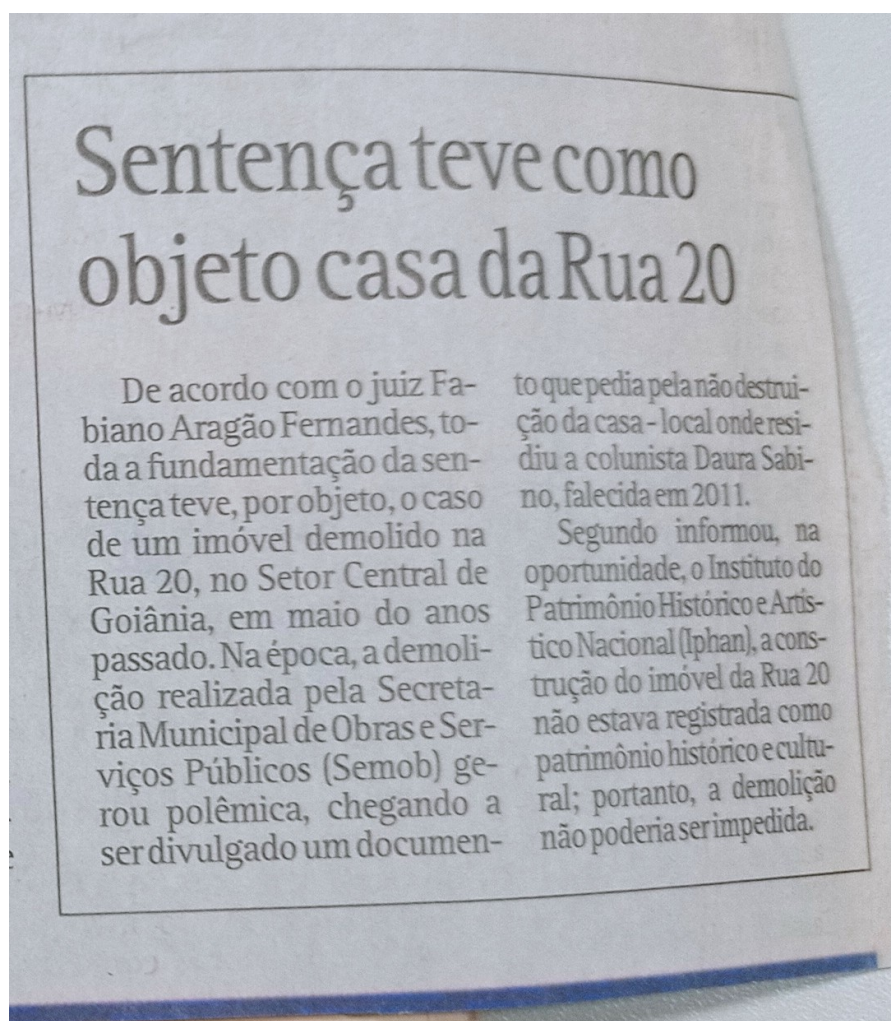 Sentença teve como
objeto casa da Rua 20
De acordo com o juiz Fa-
biano Aragão Fernandes, to-
da a fundamentação da sen-
tença teve, por objeto, o caso
de um imóvel demolido na
Rua 20, no Setor Central de
Goiânia, em maio do anos
passado. Na época, a demoli-
ção realizada pela Secreta-
ria Municipal de Obras e Ser-
viços Públicos (Semob) ge-
rou polêmica, chegando a
ser divulgado um documen-
to que pedia pela não destrui-
ção da casa - local onde resi-
diu a colunista Daura Sabi-
no, falecida em 2011.
Segundo informou, na
oportunidade, o Instituto do
Patrimônio Histórico e Artís-
tico Nacional (Iphan), a cons-
trução do imóvel da Rua 20
não estava registrada como
patrimônio histórico e cultu-
ral; portanto, a demolição
não poderia ser impedida.